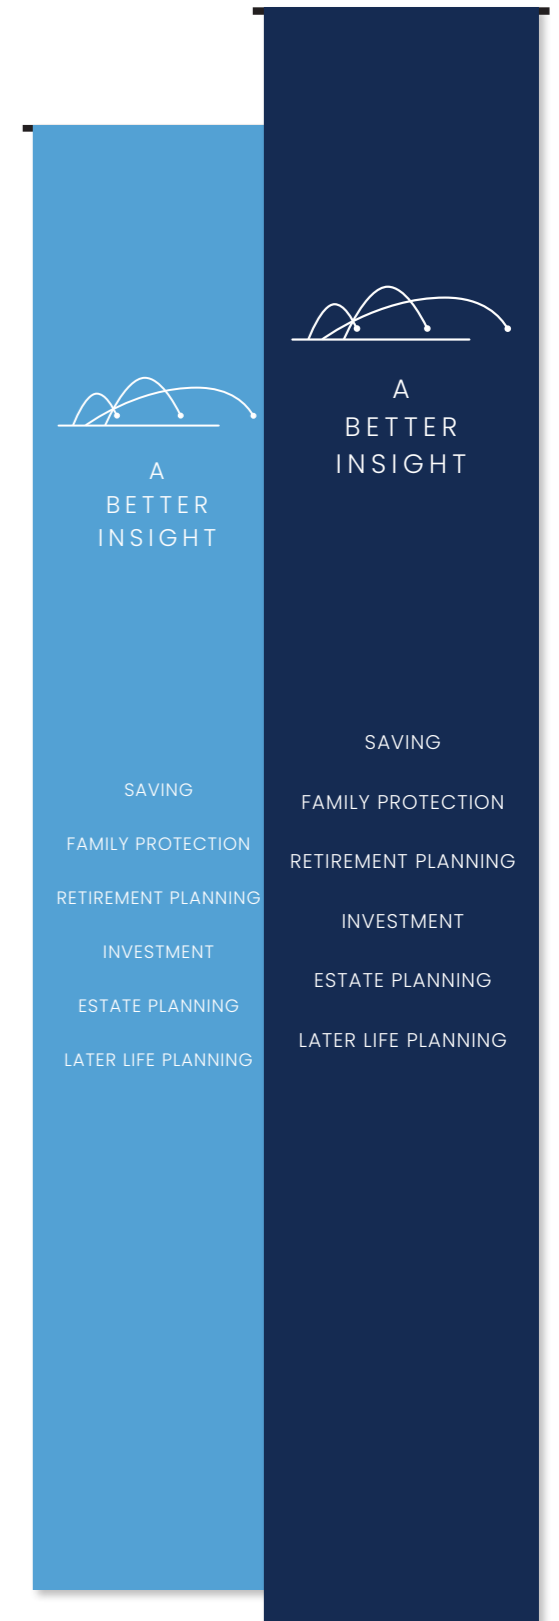 A
BETTER
INSIGHT
SAVING
FAMILY PROTECTION
RETIREMENT PLANNING
INVESTMENT
ESTATE PLANNING
LATER LIFE PLANNING
A
BETTER
INSIGHT
SAVING
FAMILY PROTECTION
RETIREMENT PLANNING
INVESTMENT
ESTATE PLANNING
LATER LIFE PLANNING